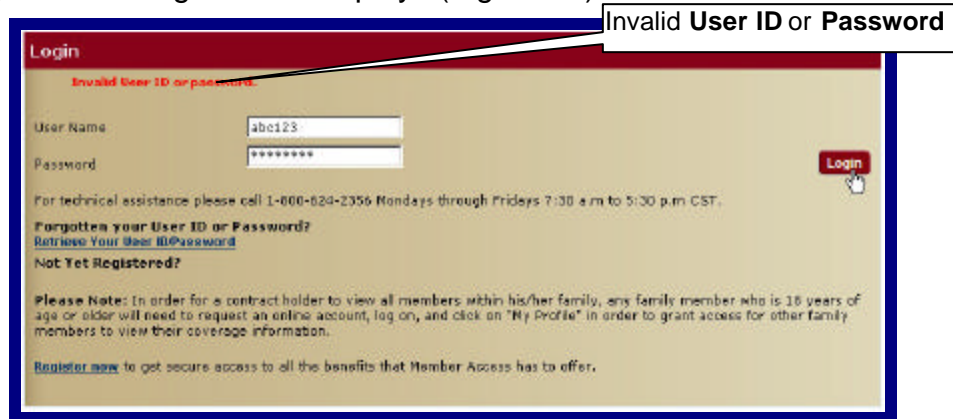 Invalid User ID or Password
Login
Invalid User ID or password.
User Name
abc123
Password
********
Login
For technical assistance please call 1-800-624-2356 Mondays through Fridays 7:30 a.m to 5:30 p.m CST.
Forgotten your User ID or Password?
Retrieve Your User ID/Password
Not Yet Registered?
Please Note: In order for a contract holder to view all members within his/her family, any family member who is 18 years of
age or older will need to request an online account, log on, and click on "My Profile" in order to grant access for other family
members to view their coverage information.
Register now to get secure access to all the benefits that Member Access has to offer.